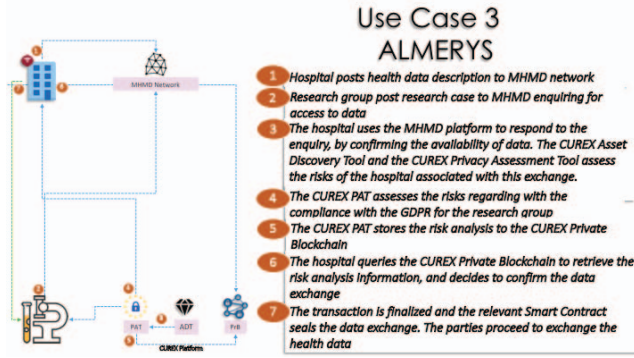 Use Case 3
ALMERYS
1
MHMD Network
7
2
4
3
5
PAT
ADT
PrB
CUREX Platform
1 Hospital posts health data description to MHMD network
2 Research group post research case to MHMD enquiring for
access to data
3 The hospital uses the MHMD platform to respond to the
enquiry, by confirming the availability of data. The CUREX Asset
Discovery Tool and the CUREX Privacy Assessment Tool assess
the risks of the hospital associated with this exchange.
4 The CUREX PAT assesses the risks regarding with the
compliance with the GDPR for the research group
5 The CUREX PAT stores the risk analysis to the CUREX Private
Blockchain
6 The hospital queries the CUREX Private Blockchain to retrieve the
risk analysis information, and decides to confirm the data
exchange
7 The transaction is finalized and the relevant Smart Contract
seals the data exchange. The parties proceed to exchange the
health data